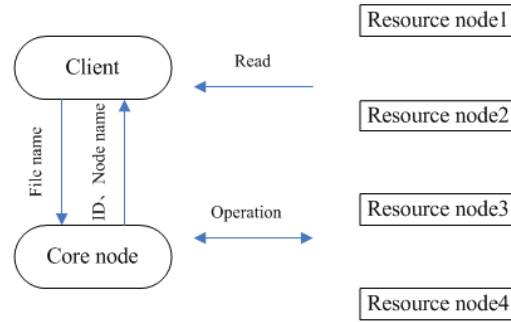 Resource node1
Client
Read
Resource node2
File name
ID、Node name
Resource node3
Operation
Core node
Resource node4